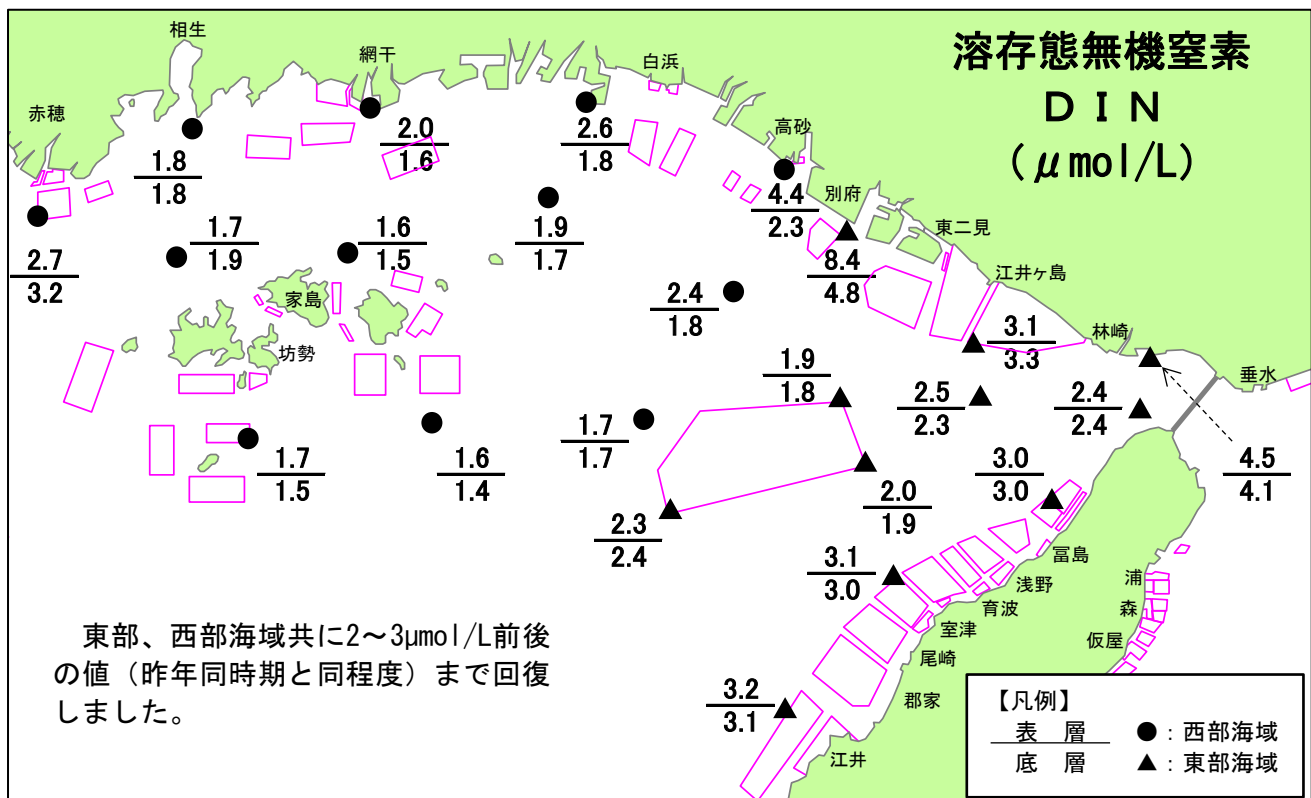 溶存態無機窒素
DIN
(μmol/L)
相生
網干
白浜
赤穂
高砂
別府
東二見
江井ヶ島
林崎
垂水
家島
坊勢
2.0
1.6
2.6
1.8
1.8
1.8
4.4
2.3
1.7
1.9
1.6
1.5
1.9
1.7
2.7
3.2
8.4
4.8
2.4
1.8
3.1
3.3
1.9
1.8
2.5
2.3
2.4
2.4
1.7
1.7
1.7
1.5
1.6
1.4
3.0
3.0
4.5
4.1
2.0
1.9
2.3
2.4
3.1
3.0
3.2
3.1
冨島
浅野
育波
室津
尾崎
郡家
江井
浦
森
仮屋
東部、西部海域共に2～3μmol/L前後
の値（昨年同時期と同程度）まで回復
しました。
【凡例】
表 層
底 層
●：西部海域
▲：東部海域